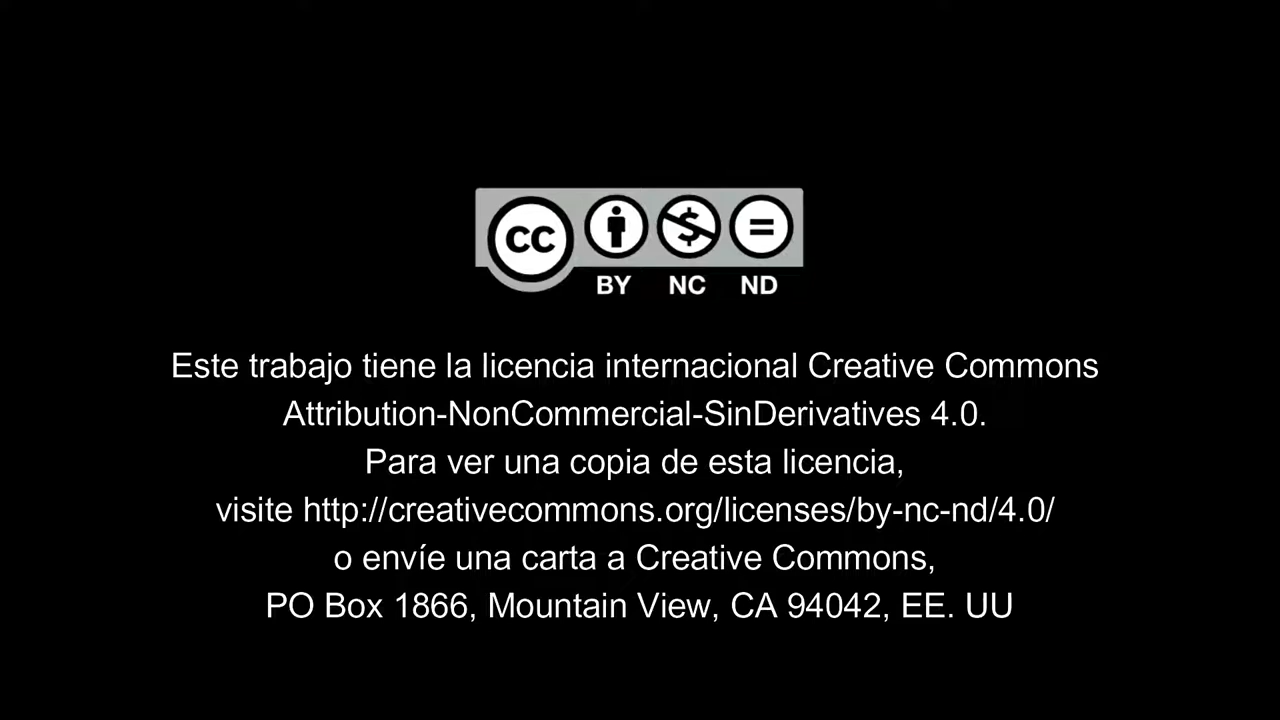 CC
BY NC ND
Este trabajo tiene la licencia internacional Creative Commons
Attribution-NonCommercial-SinDerivatives 4.0.
Para ver una copia de esta licencia,
visite http://creativecommons.org/licenses/by-nc-nd/4.0/
o envíe una carta a Creative Commons,
PO Box 1866, Mountain View, CA 94042, EE. UU